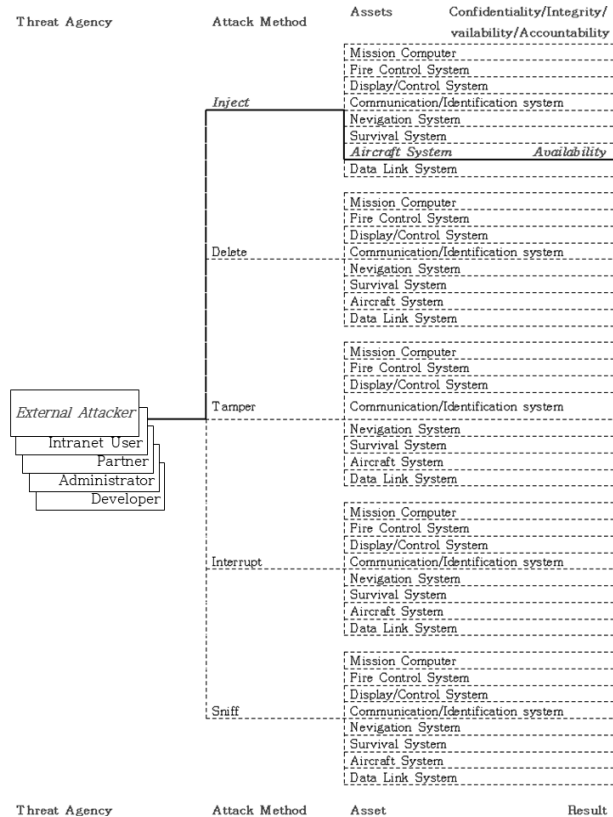 Threat Agency Attack Method Assets Confidentiality/Integrity/
vailability/Accountability
Mission Computer
Fire Control System
Display/Control System
Inject Communication/Identification system
Nevigation System
Survival System
Aircraft System Availability
Data Link System
Mission Computer
Fire Control System
Display/Control System
Delete Communication/Identification system
Nevigation System
Survival System
Aircraft System
Data Link System
Mission Computer
Fire Control System
Display/Control System
External Attacker Tamper Communication/Identification system
Intranet User
Partner
Administrator
Developer
Nevigation System
Survival System
Aircraft System
Data Link System
Mission Computer
Fire Control System
Display/Control System
Interrupt Communication/Identification system
Nevigation System
Survival System
Aircraft System
Data Link System
Mission Computer
Fire Control System
Display/Control System
Sniff Communication/Identification system
Nevigation System
Survival System
Aircraft System
Data Link System
Threat Agency Attack Method Asset Result